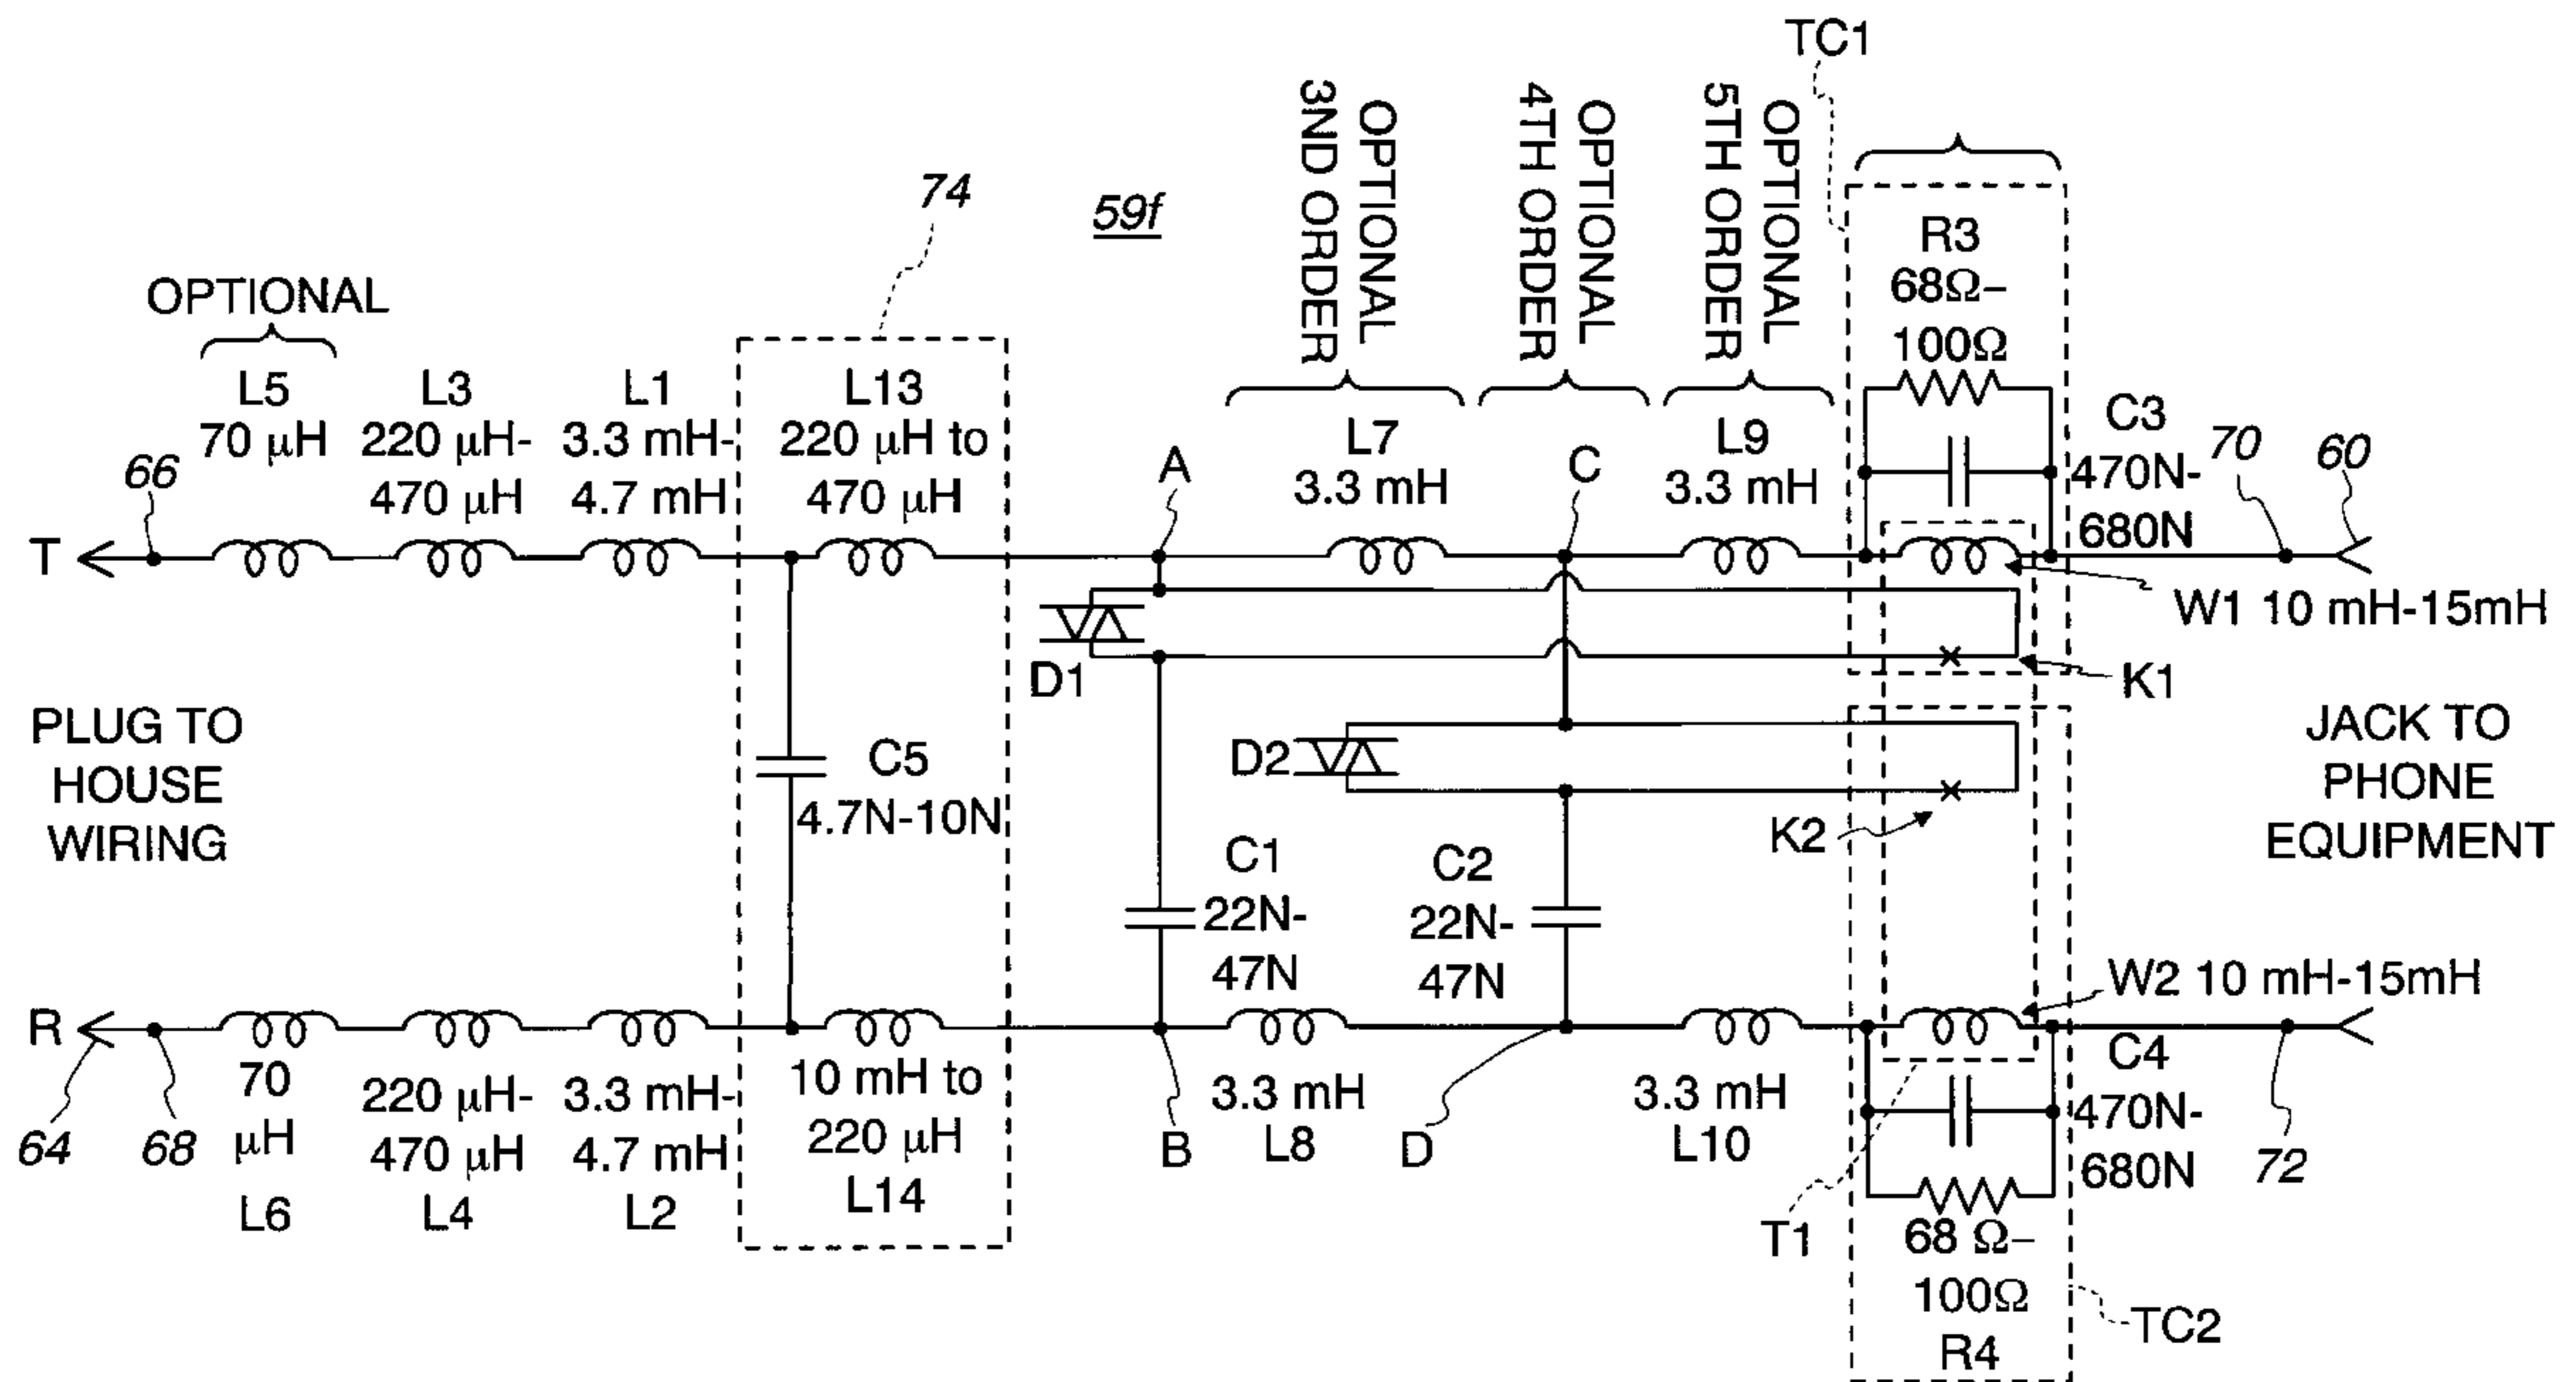 TC1
OPTIONAL
3ND ORDER
OPTIONAL
4TH ORDER
OPTIONAL
5TH ORDER
74
59f
R3
68Ω–
100Ω
OPTIONAL
L5
70 μH
L3
220 μH-
470 μH
L1
3.3 mH-
4.7 mH
L13
220 μH to
470 μH
A
L7
3.3 mH
C
L9
3.3 mH
C3
470N-
680N
70
60
66
T
W1 10 mH-15mH
D1
K1
PLUG TO
HOUSE
WIRING
C5
4.7N-10N
D2
K2
JACK TO
PHONE
EQUIPMENT
C1
22N-
47N
C2
22N-
47N
W2 10 mH-15mH
R
64
68
70
μH
L6
220 μH-
470 μH
L4
3.3 mH-
4.7 mH
L2
10 mH to
220 μH
L14
B
3.3 mH
L8
D
3.3 mH
L10
C4
470N-
680N
72
T1
68 Ω–
100Ω
R4
TC2